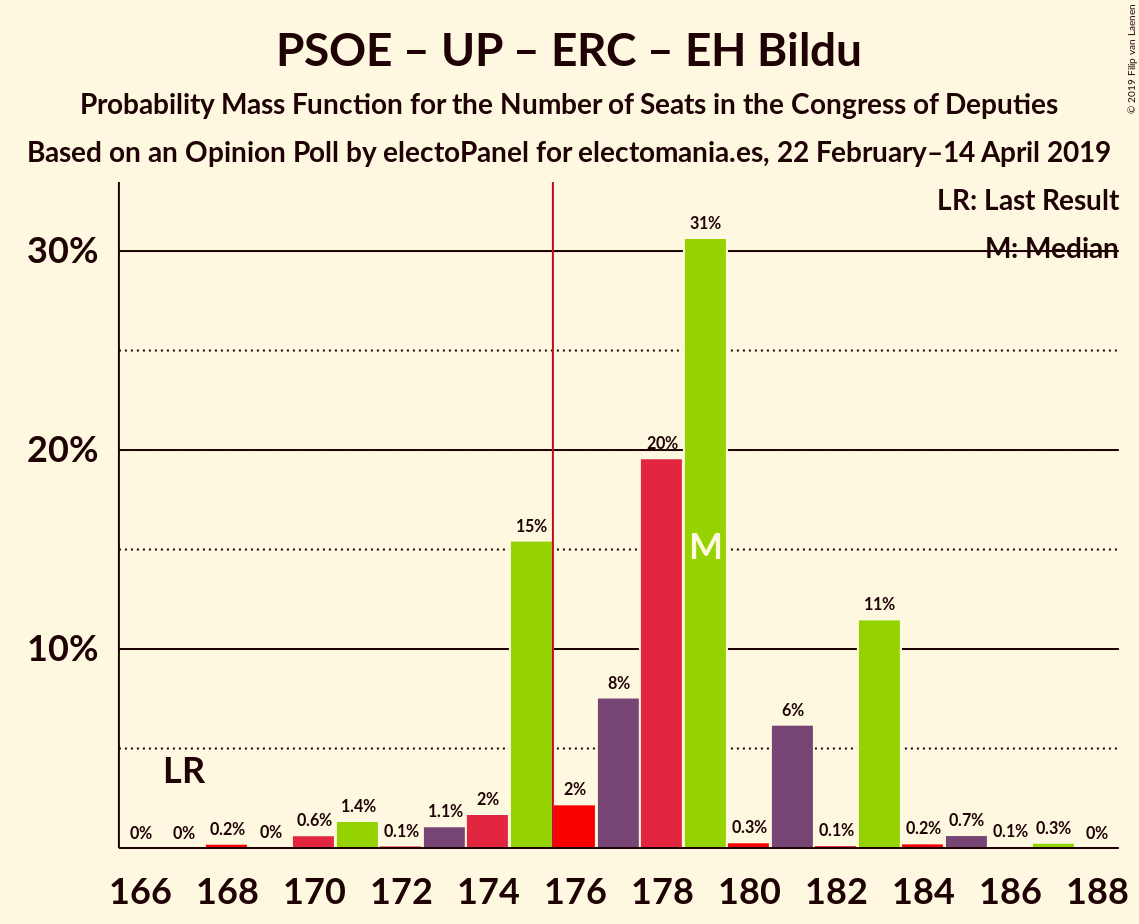 PSOE – UP – ERC – EH Bildu
Probability Mass Function for the Number of Seats in the Congress of Deputies
Based on an Opinion Poll by electoPanel for electomania.es, 22 February–14 April 2019
© 2019 Filip van Laenen
LR: Last Result
M: Median
30%
20%
10%
31%
20%
15%
M
11%
8%
6%
LR
0% 0% 0.2% 0% 0.6% 1.4% 0.1% 1.1% 2% 2% 0.3% 0.1% 0.2% 0.7% 0.1% 0.3% 0%
166 168 170 172 174 176 178 180 182 184 186 188